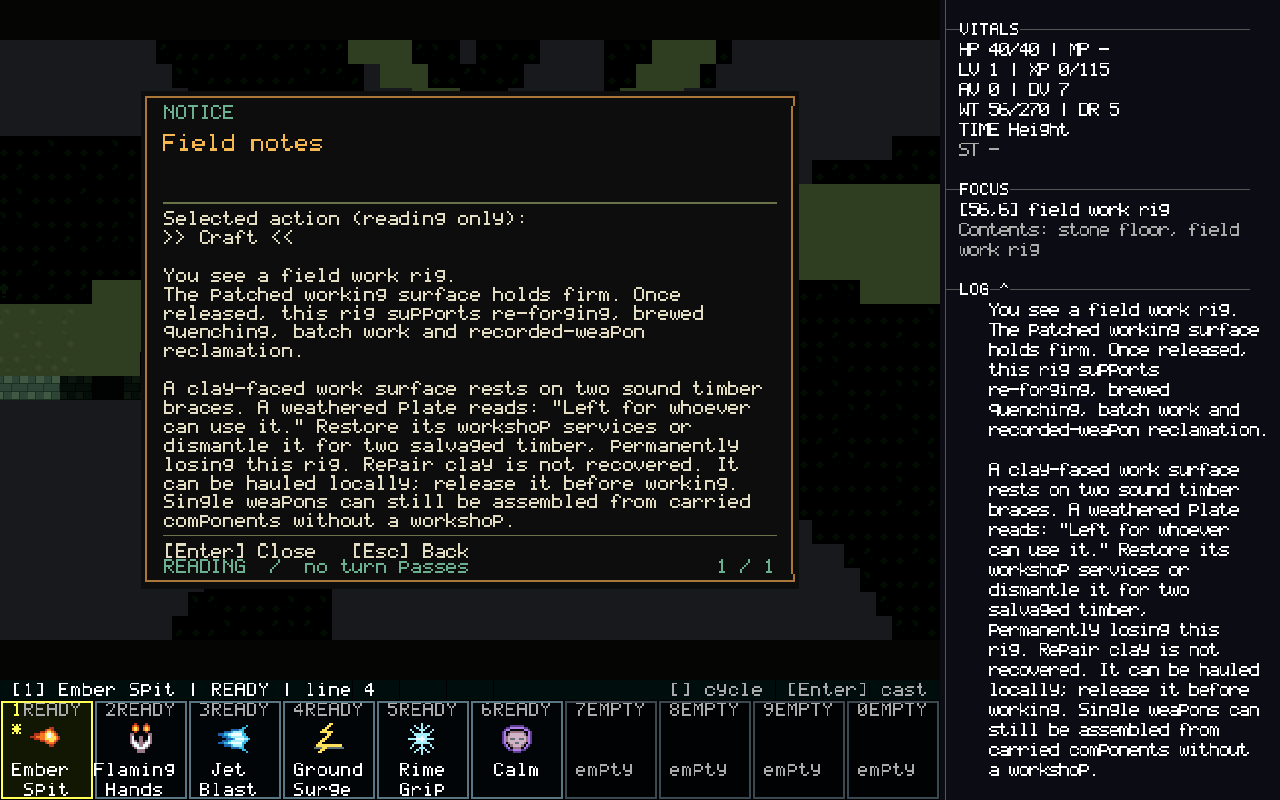 NOTICE
Field notes
Selected action (reading only):
>> Craft <<
You see a field work rig.
The patched working surface holds firm. Once
released, this rig supports re-forging, brewed
quenching, batch work and recorded-weapon
reclamation.
A clay-faced work surface rests on two sound timber
braces. A weathered plate reads: "Left for whoever
can use it." Restore its workshop services or
dismantle it for two salvaged timber, permanently
losing this rig. Repair clay is not recovered. It
can be hauled locally; release it before working.
Single weapons can still be assembled from carried
components without a workshop.
[Enter] Close [Esc] Back
READING / no turn passes 1 / 1
VITALS
HP 40/40 | MP -
LV 1 | XP 0/115
AV 0 | DV 7
WT 56/270 | DR 5
TIME Height
ST -
FOCUS
[56,6] field work rig
Contents: stone floor, field
work rig
LOG ^
You see a field work rig.
The patched working surface
holds firm. Once released,
this rig supports
re-forging, brewed
quenching, batch work and
recorded-weapon reclamation.
A clay-faced work surface
rests on two sound timber
braces. A weathered plate
reads: "Left for whoever
can use it." Restore its
workshop services or
dismantle it for two
salvaged timber,
permanently losing this
rig. Repair clay is not
recovered. It can be hauled
locally; release it before
working. Single weapons can
still be assembled from
carried components without
a workshop.
[1] Ember Spit | READY | line 4 [] cycle [Enter] cast
1READY 2READY 3READY 4READY 5READY 6READY 7EMPTY 8EMPTY 9EMPTY 0EMPTY
*
Ember Flaming Jet Ground Rime Calm empty empty empty empty
Spit Hands Blast Surge Grip